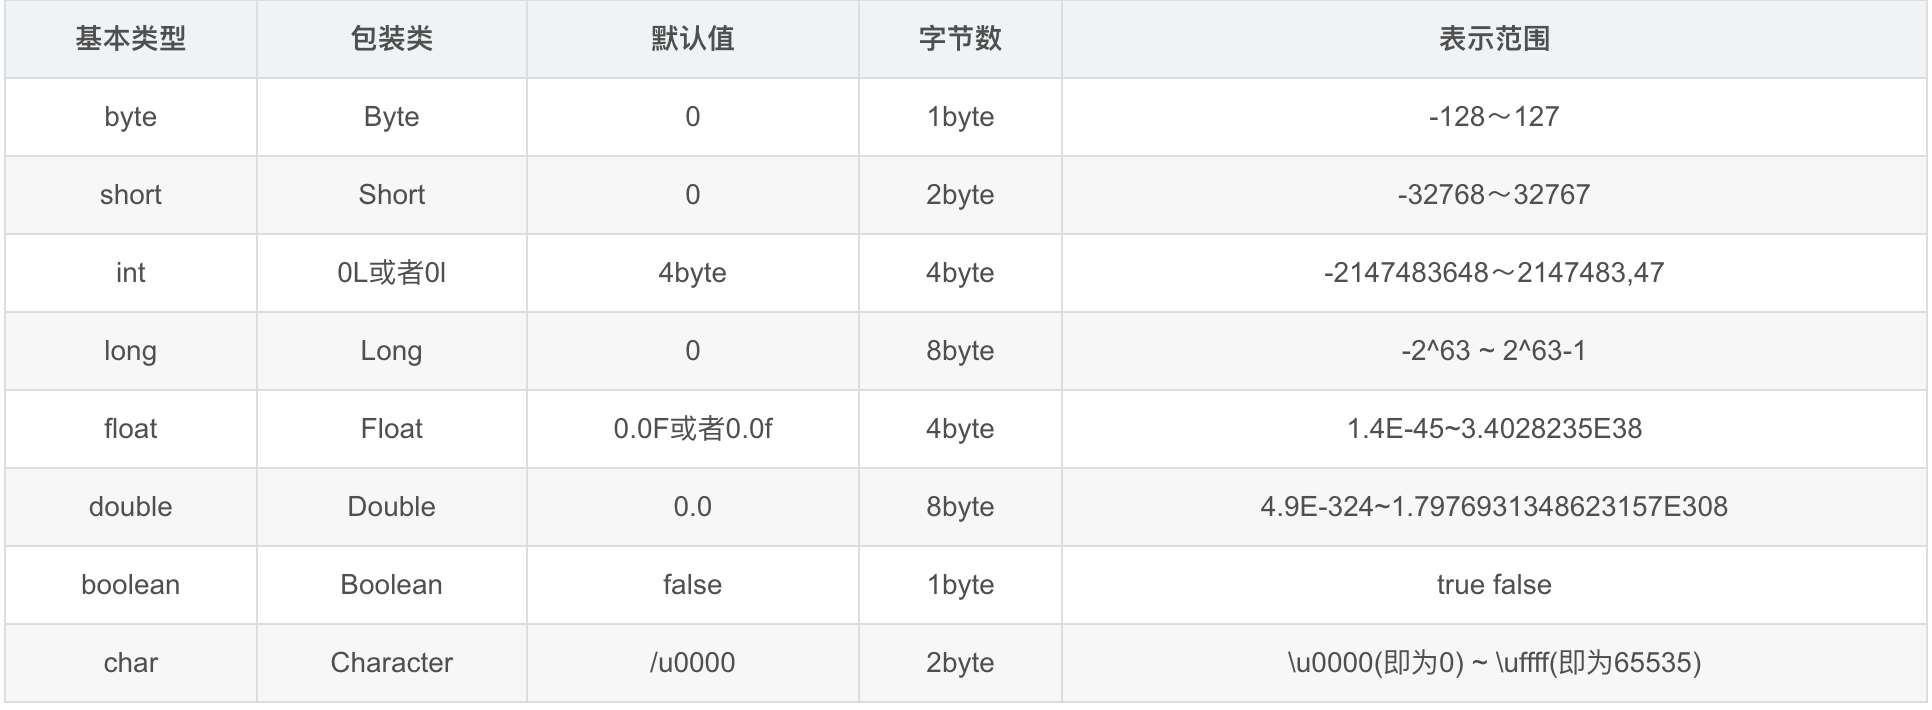 基本类型 包装类 默认值 字节数 表示范围
byte Byte 0 1byte -128～127
short Short 0 2byte -32768～32767
int 0L或者0l 4byte 4byte -2147483648～2147483,47
long Long 0 8byte -2^63 ~ 2^63-1
float Float 0.0F或者0.0f 4byte 1.4E-45~3.4028235E38
double Double 0.0 8byte 4.9E-324~1.7976931348623157E308
boolean Boolean false 1byte true false
char Character /u0000 2byte \u0000(即为0) ~ \uffff(即为65535)